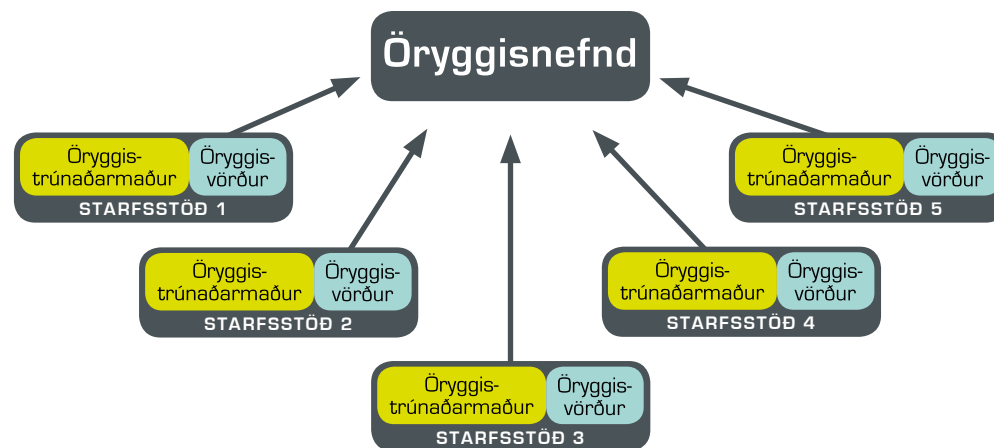 Öryggisnefnd
Öryggis-
trúnaðarmaður
Öryggis-
vörður
STARFSSTÖÐ 1
Öryggis-
trúnaðarmaður
Öryggis-
vörður
STARFSSTÖÐ 2
Öryggis-
trúnaðarmaður
Öryggis-
vörður
STARFSSTÖÐ 3
Öryggis-
trúnaðarmaður
Öryggis-
vörður
STARFSSTÖÐ 4
Öryggis-
trúnaðarmaður
Öryggis-
vörður
STARFSSTÖÐ 5